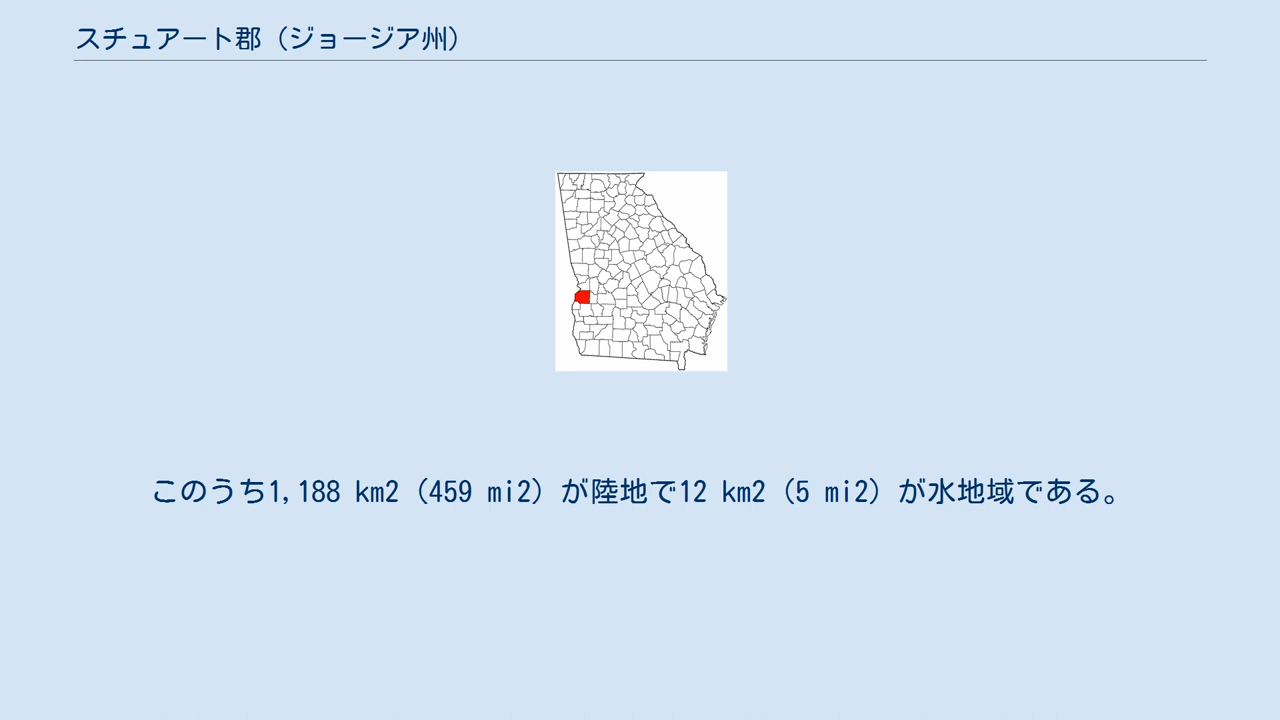 スチュアート郡（ジョージア州）
このうち1,188 km2（459 mi2）が陸地で12 km2（5 mi2）が水地域である。